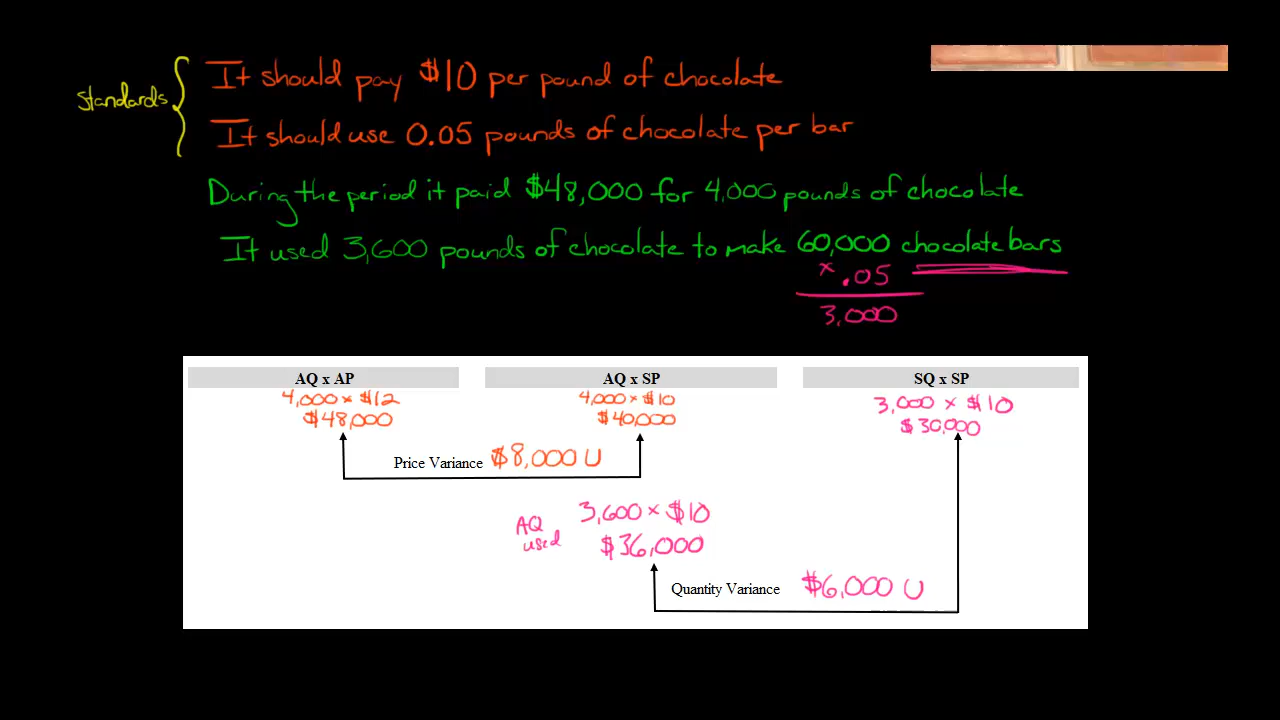 It should pay $10 per pound of chocolate
standards
It should use 0.05 pounds of chocolate per bar
During the period it paid $48,000 for 4,000 pounds of chocolate
It used 3,600 pounds of chocolate to make 60,000 chocolate bars
× .05
3,000
AQ x AP AQ x SP SQ x SP
4,000 × $12 4,000 × $10 3,000 × $10
$48,000 $40,000 $30,000
Price Variance $8,000 U
AQ used 3,600 × $10
$36,000
Quantity Variance $6,000 U